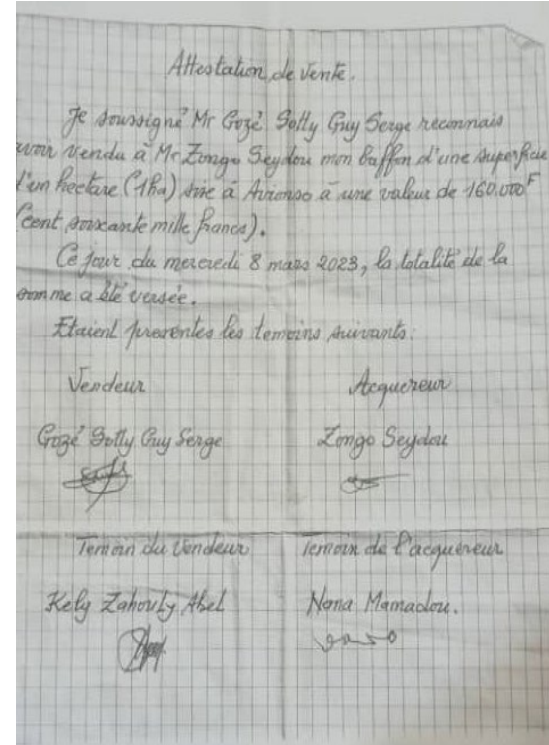 Attestation de Vente.
Je soussigné Mr Gozé Sotty Guy Serge reconnais
avoir vendu à Mr Zongo Seydou mon baffon d'une superficie
d'un hectare (1ha) sise à Avionso à une valeur de 160.000F
(cent soixante mille francs).
Ce jour du mercredi 8 mars 2023, la totalité de la
somme a été versée.
Etaient presentes les temoins suivants:
Vendeur Acquereur
Gozé Sotty Guy Serge Zongo Seydou
Temoin du Vendeur Temoin de l'acquéreur
Kely Zahouly Abel Nana Mamadou.